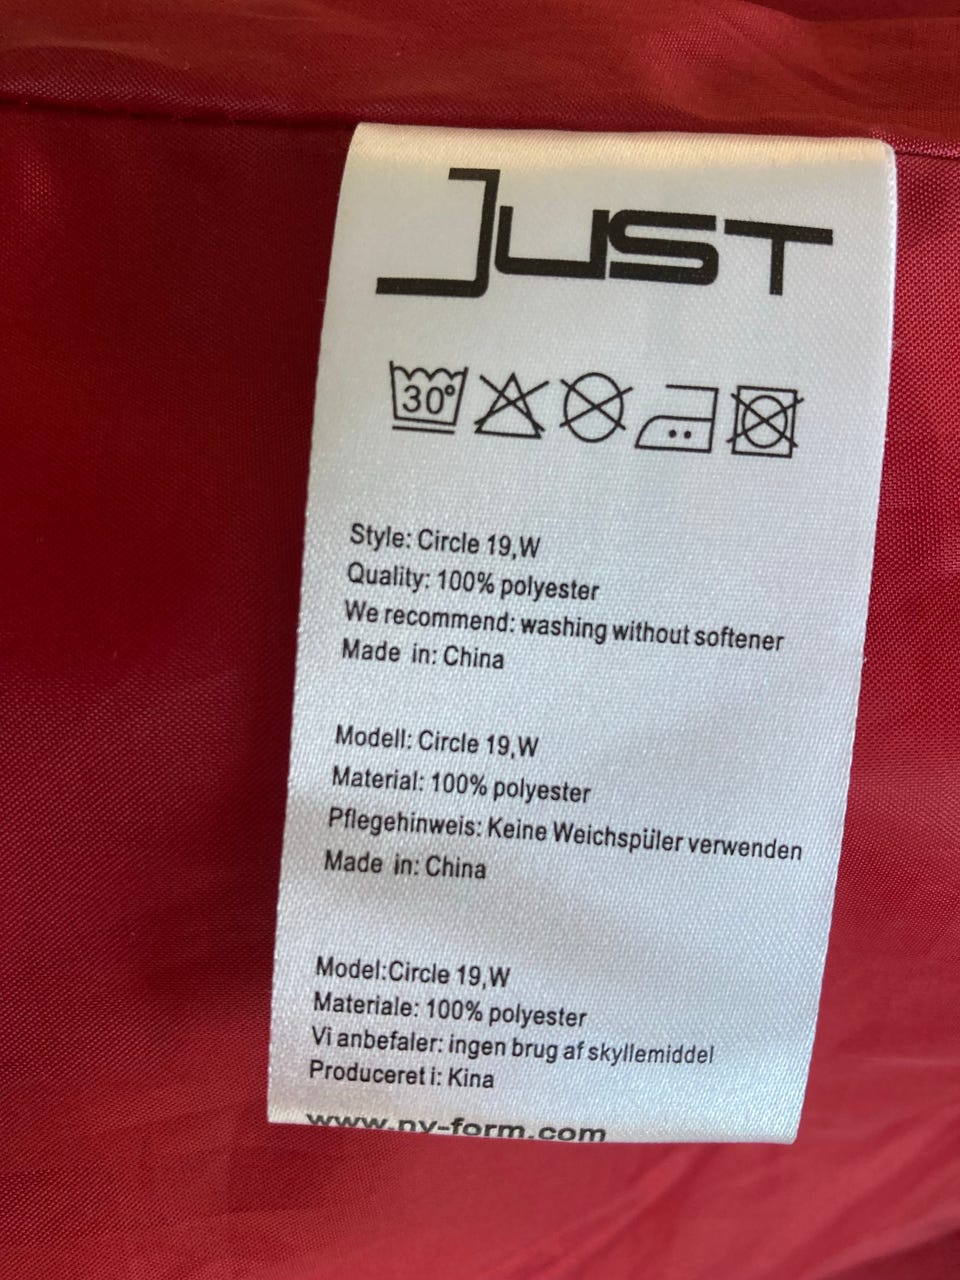 JUST
30°
Style: Circle 19,W
Quality: 100% polyester
We recommend: washing without softener
Made in: China
Modell: Circle 19,W
Material: 100% polyester
Pflegehinweis: Keine Weichspüler verwenden
Made in: China
Model:Circle 19,W
Materiale: 100% polyester
Vi anbefaler: ingen brug af skyllemiddel
Produceret i: Kina
www.ny-form.com